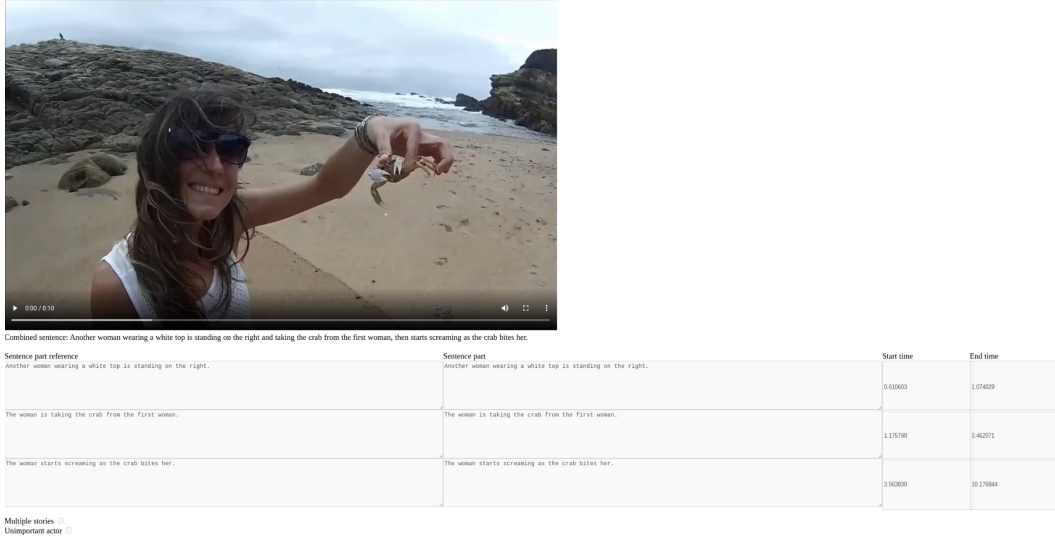 0:00 / 0:10
Combined sentence: Another woman wearing a white top is standing on the right and taking the crab from the first woman, then starts screaming as the crab bites her.
Sentence part reference Sentence part Start time End time
Another woman wearing a white top is standing on the right. Another woman wearing a white top is standing on the right. 0.610603 1.074029
The woman is taking the crab from the first woman. The woman is taking the crab from the first woman. 1.175798 3.462071
The woman starts screaming as the crab bites her. The woman starts screaming as the crab bites her. 3.563838 10.176844
Multiple stories
Unimportant actor